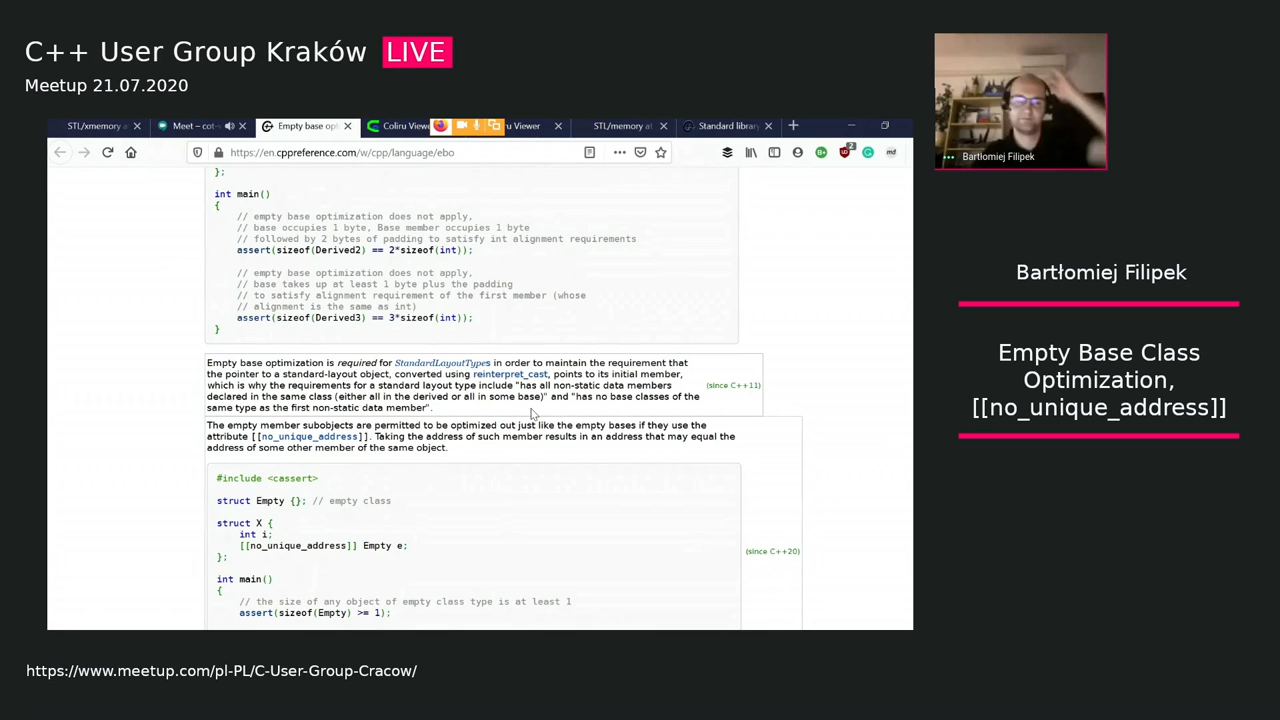 C++ User Group Kraków LIVE
Meetup 21.07.2020
STL/xmemory a
Meet – cot-
Empty base opt
Coliru Viewe
ru Viewer
STL/memory at
Standard library
https://en.cppreference.com/w/cpp/language/ebo
};
int main()
{
// empty base optimization does not apply,
// base occupies 1 byte, Base member occupies 1 byte
// followed by 2 bytes of padding to satisfy int alignment requirements
assert(sizeof(Derived2) == 2*sizeof(int));
// empty base optimization does not apply,
// base takes up at least 1 byte plus the padding
// to satisfy alignment requirement of the first member (whose
// alignment is the same as int)
assert(sizeof(Derived3) == 3*sizeof(int));
}
Empty base optimization is required for StandardLayoutTypes in order to maintain the requirement that
the pointer to a standard-layout object, converted using reinterpret_cast, points to its initial member,
which is why the requirements for a standard layout type include "has all non-static data members
declared in the same class (either all in the derived or all in some base)" and "has no base classes of the
same type as the first non-static data member".
(since C++11)
The empty member subobjects are permitted to be optimized out just like the empty bases if they use the
attribute [[no_unique_address]]. Taking the address of such member results in an address that may equal the
address of some other member of the same object.
#include <cassert>
struct Empty {}; // empty class
struct X {
int i;
[[no_unique_address]] Empty e;
};
int main()
{
// the size of any object of empty class type is at least 1
assert(sizeof(Empty) >= 1);
(since C++20)
Bartłomiej Filipek
Bartłomiej Filipek
Empty Base Class
Optimization,
[[no_unique_address]]
https://www.meetup.com/pl-PL/C-User-Group-Cracow/